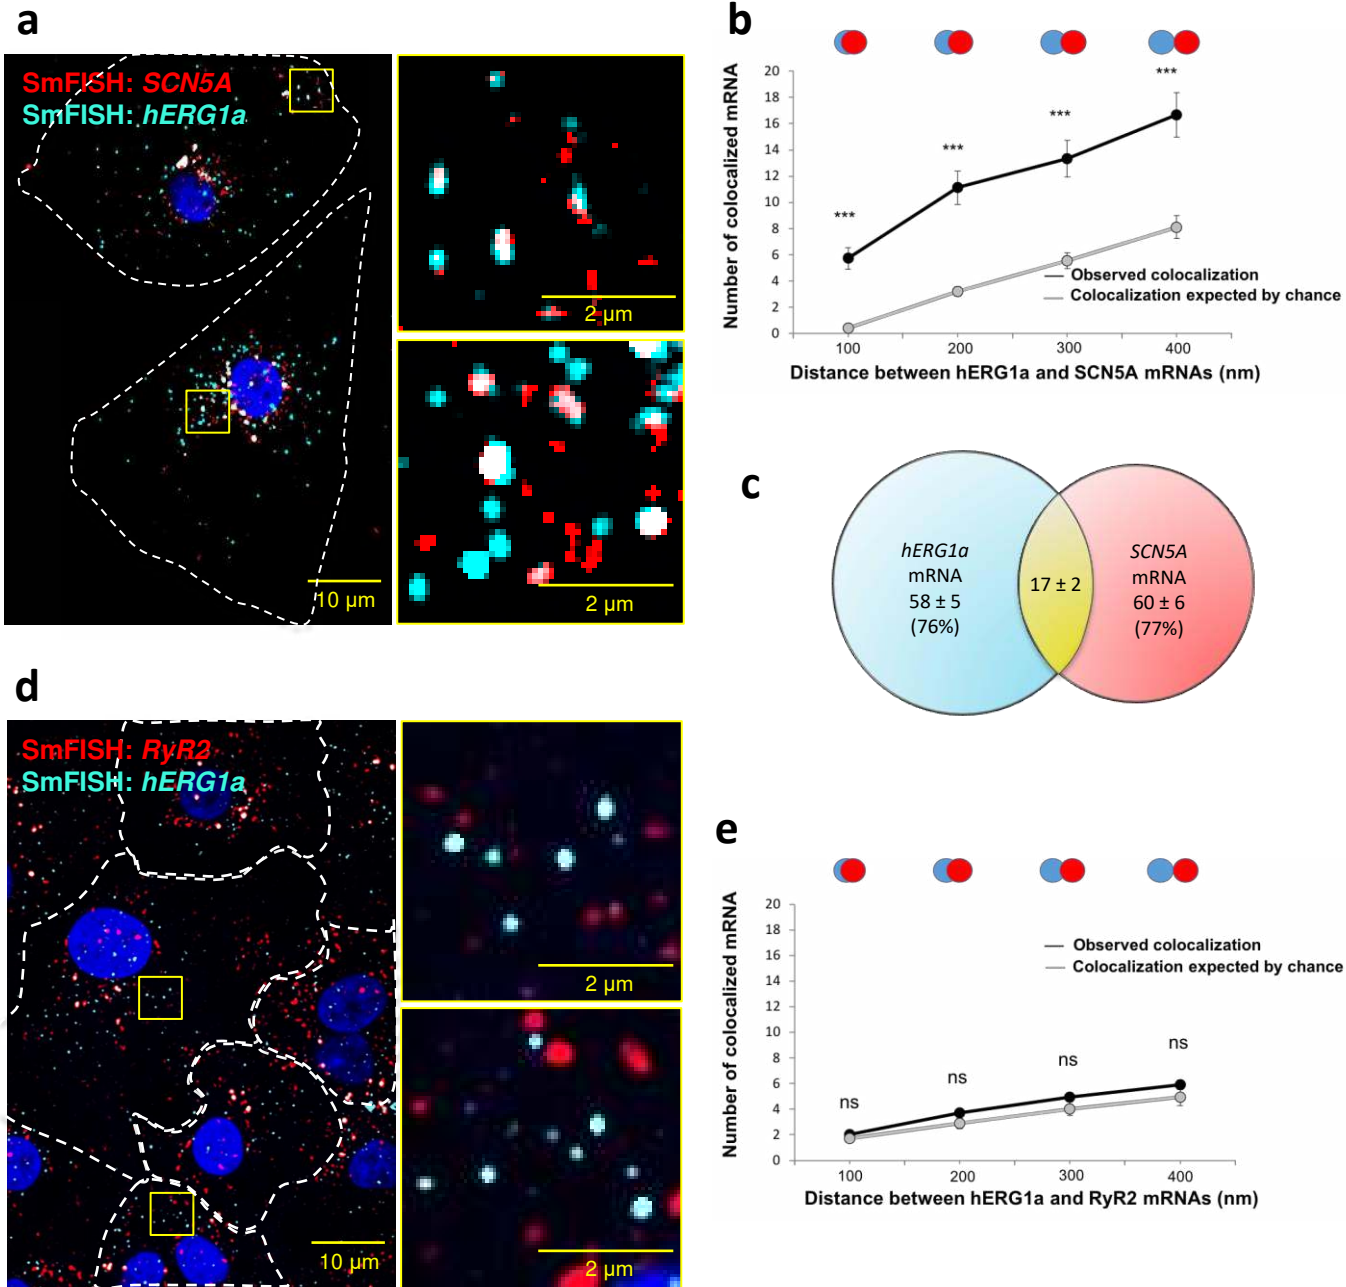 a
SmFISH: SCN5A
SmFISH: hERG1a
10 µm
2 µm
2 µm
b
Number of colocalized mRNA
20
18
16
14
12
10
8
6
4
2
0
***
***
***
***
Observed colocalization
Colocalization expected by chance
100 200 300 400
Distance between hERG1a and SCN5A mRNAs (nm)
c
hERG1a
mRNA
58 ± 5
(76%)
17 ± 2
SCN5A
mRNA
60 ± 6
(77%)
d
SmFISH: RyR2
SmFISH: hERG1a
10 µm
2 µm
2 µm
e
Number of colocalized mRNA
20
18
16
14
12
10
8
6
4
2
0
Observed colocalization
Colocalization expected by chance
ns
ns
ns
ns
100 200 300 400
Distance between hERG1a and RyR2 mRNAs (nm)